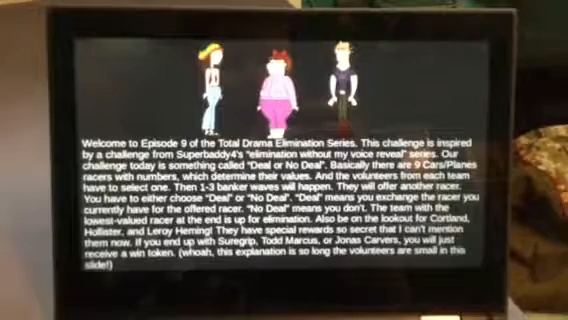 Welcome to Episode 9 of the Total Drama Elimination Series. This challenge is inspired
by a challenge from Superbaddy4's "elimination without my voice reveal" series. Our
challenge today is something called "Deal or No Deal". Basically there are 9 Cars/Planes
racers with numbers, which determine their values. And the volunteers from each team
have to select one. Then 1-3 banker waves will happen. They will offer another racer.
You have to either choose "Deal" or "No Deal". "Deal" means you exchange the racer you
currently have for the offered racer. "No Deal" means you don't. The team with the
lowest-valued racer at the end is up for elimination. Also be on the lookout for Cortland,
Hollister, and Leroy Heming! They have special rewards so secret that I can't mention
them now. If you end up with Suregrip, Todd Marcus, or Jonas Carvers, you will just
receive a win token. (whoah, this explanation is so long the volunteers are small in this
slide!)